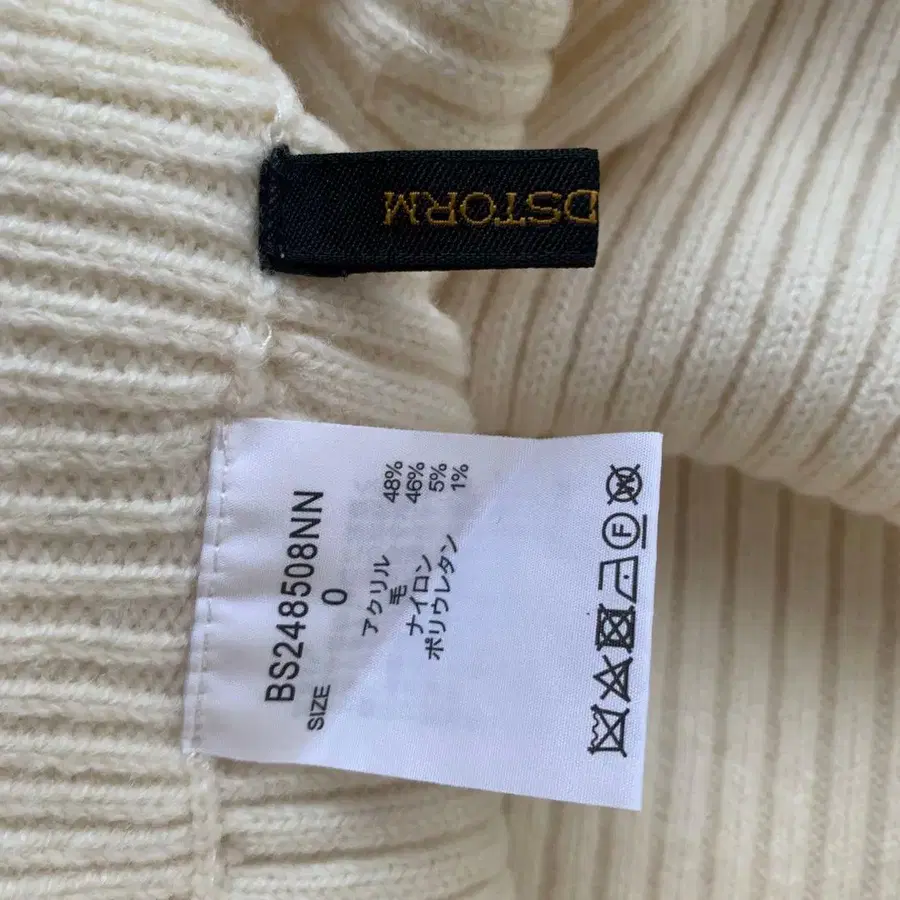 DSTORM
BS248508NN
SIZE 0
アクリル 48%
毛 46%
ナイロン 5%
ポリウレタン 1%
F
W